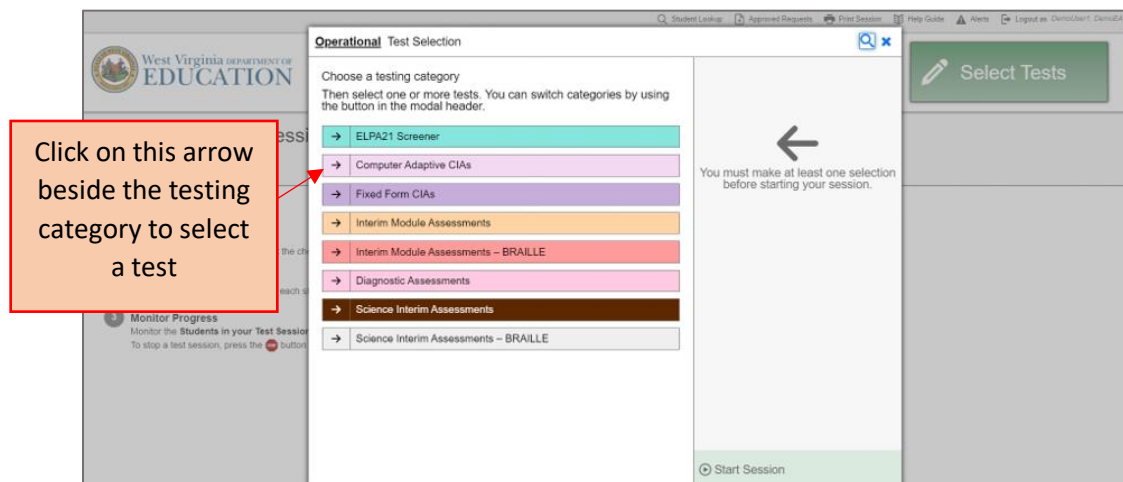 Student Lookup Approved Requests Print Session Help Guide Alerts Logout as DemoUser1, DemoEA
West Virginia DEPARTMENT OF
EDUCATION
Operational Test Selection
Select Tests
Choose a testing category
Then select one or more tests. You can switch categories by using
the button in the modal header.
ELPA21 Screener
Computer Adaptive CIAs
Fixed Form CIAs
Interim Module Assessments
Interim Module Assessments – BRAILLE
Diagnostic Assessments
Science Interim Assessments
Science Interim Assessments – BRAILLE
You must make at least one selection
before starting your session.
Start Session
Click on this arrow
beside the testing
category to select
a test
the
each
3 Monitor Progress
Monitor the Students in your Test Session
To stop a test session, press the button